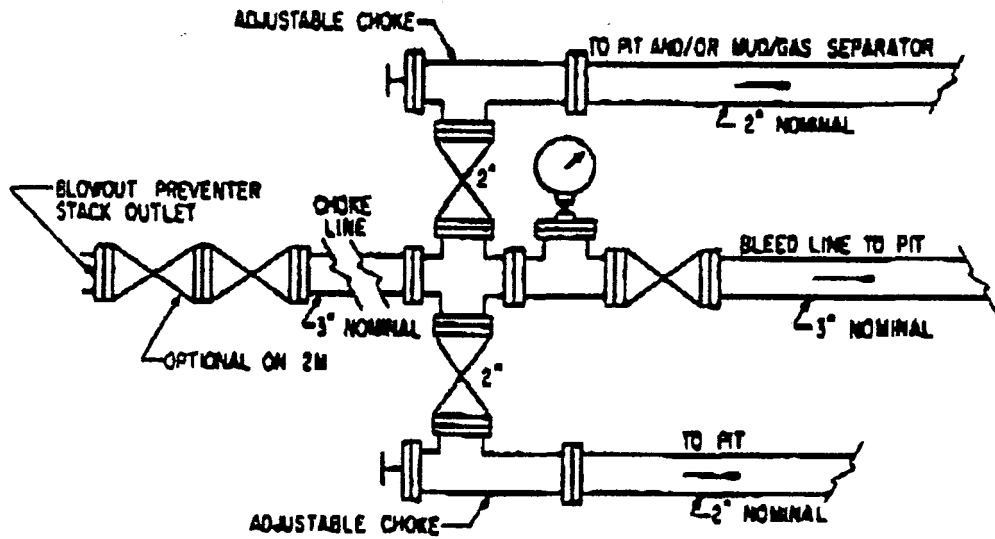 ADJUSTABLE CHOKE
TO PIT AND/OR MUD/GAS SEPARATOR
2" NOMINAL
2"
BLOWOUT PREVENTER
STACK OUTLET
CHOKE
LINE
BLEED LINE TO PIT
3" NOMINAL
3" NOMINAL
OPTIONAL ON 2M
2"
TO PIT
2" NOMINAL
ADJUSTABLE CHOKE